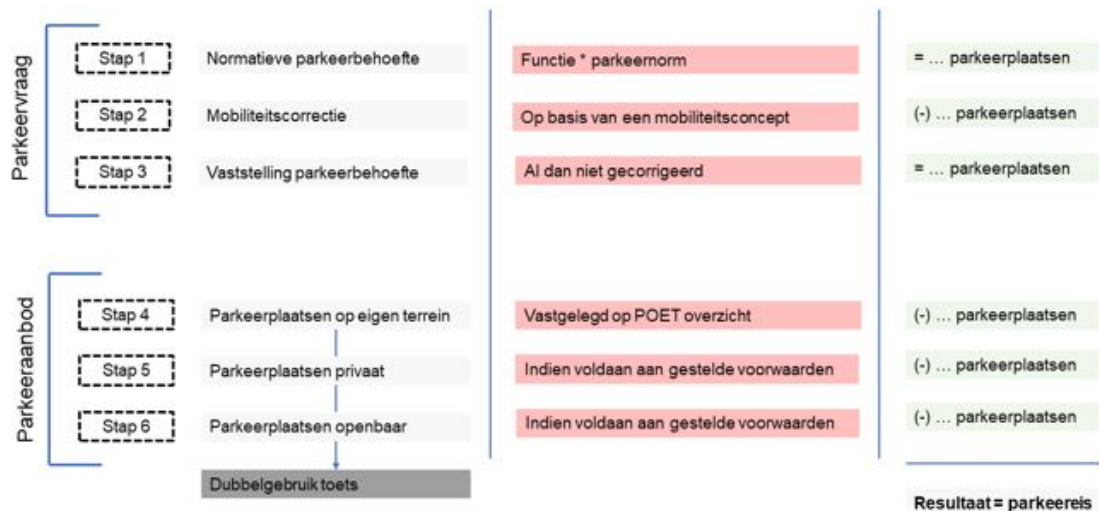 Parkeervraag
Stap 1 Normatieve parkeerbehoefte Functie * parkeernorm = ... parkeerplaatsen
Stap 2 Mobiliteitscorrectie Op basis van een mobiliteitsconcept (-) ... parkeerplaatsen
Stap 3 Vaststelling parkeerbehoefte Al dan niet gecorrigeerd = ... parkeerplaatsen
Parkeeraanbod
Stap 4 Parkeerplaatsen op eigen terrein Vastgelegd op POET overzicht (-) ... parkeerplaatsen
Stap 5 Parkeerplaatsen privaat Indien voldaan aan gestelde voorwaarden (-) ... parkeerplaatsen
Stap 6 Parkeerplaatsen openbaar Indien voldaan aan gestelde voorwaarden (-) ... parkeerplaatsen
Dubbelgebruik toets
Resultaat = parkeereis